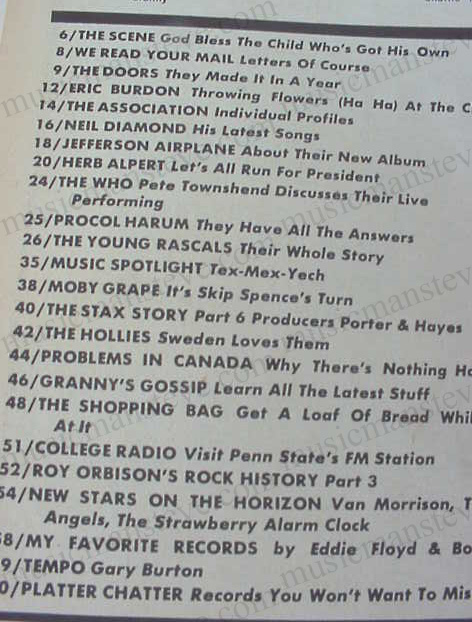 6/THE SCENE God Bless The Child Who's Got His Own
8/WE READ YOUR MAIL Letters Of Course
9/THE DOORS They Made It In A Year
12/ERIC BURDON Throwing Flowers (Ha Ha) At The
14/THE ASSOCIATION Individual Profiles
16/NEIL DIAMOND His Latest Songs
18/JEFFERSON AIRPLANE About Their New Album
20/HERB ALPERT Let's All Run For President
24/THE WHO Pete Townshend Discusses Their Live
Performing
25/PROCOL HARUM They Have All The Answers
26/THE YOUNG RASCALS Their Whole Story
35/MUSIC SPOTLIGHT Tex-Mex-Yech
38/MOBY GRAPE It's Skip Spence's Turn
40/THE STAX STORY Part 6 Producers Porter & Hayes
42/THE HOLLIES Sweden Loves Them
44/PROBLEMS IN CANADA Why There's Nothing
46/GRANNY'S GOSSIP Learn All The Latest Stuff
48/THE SHOPPING BAG Get A Loaf Of Bread Whil
At It
51/COLLEGE RADIO Visit Penn State's FM Station
52/ROY ORBISON'S ROCK HISTORY Part 3
54/NEW STARS ON THE HORIZON Van Morrison, T
Angels, The Strawberry Alarm Clock
8/MY FAVORITE RECORDS by Eddie Floyd & Bo
9/TEMPO Gary Burton
0/PLATTER CHATTER Records You Won't Want To Mis